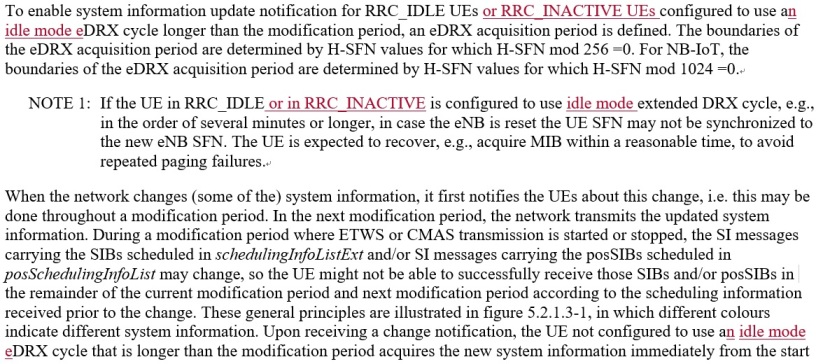 To enable system information update notification for RRC_IDLE UEs or RRC_INACTIVE UEs configured to use an
idle mode eDRX cycle longer than the modification period, an eDRX acquisition period is defined. The boundaries of
the eDRX acquisition period are determined by H-SFN values for which H-SFN mod 256 =0. For NB-IoT, the
boundaries of the eDRX acquisition period are determined by H-SFN values for which H-SFN mod 1024 =0.
NOTE 1: If the UE in RRC_IDLE or in RRC_INACTIVE is configured to use idle mode extended DRX cycle, e.g.,
in the order of several minutes or longer, in case the eNB is reset the UE SFN may not be synchronized to
the new eNB SFN. The UE is expected to recover, e.g., acquire MIB within a reasonable time, to avoid
repeated paging failures.
When the network changes (some of the) system information, it first notifies the UEs about this change, i.e. this may be
done throughout a modification period. In the next modification period, the network transmits the updated system
information. During a modification period where ETWS or CMAS transmission is started or stopped, the SI messages
carrying the SIBs scheduled in schedulingInfoListExt and/or SI messages carrying the posSIBs scheduled in
posSchedulingInfoList may change, so the UE might not be able to successfully receive those SIBs and/or posSIBs in
the remainder of the current modification period and next modification period according to the scheduling information
received prior to the change. These general principles are illustrated in figure 5.2.1.3-1, in which different colours
indicate different system information. Upon receiving a change notification, the UE not configured to use an idle mode
eDRX cycle that is longer than the modification period acquires the new system information immediately from the start